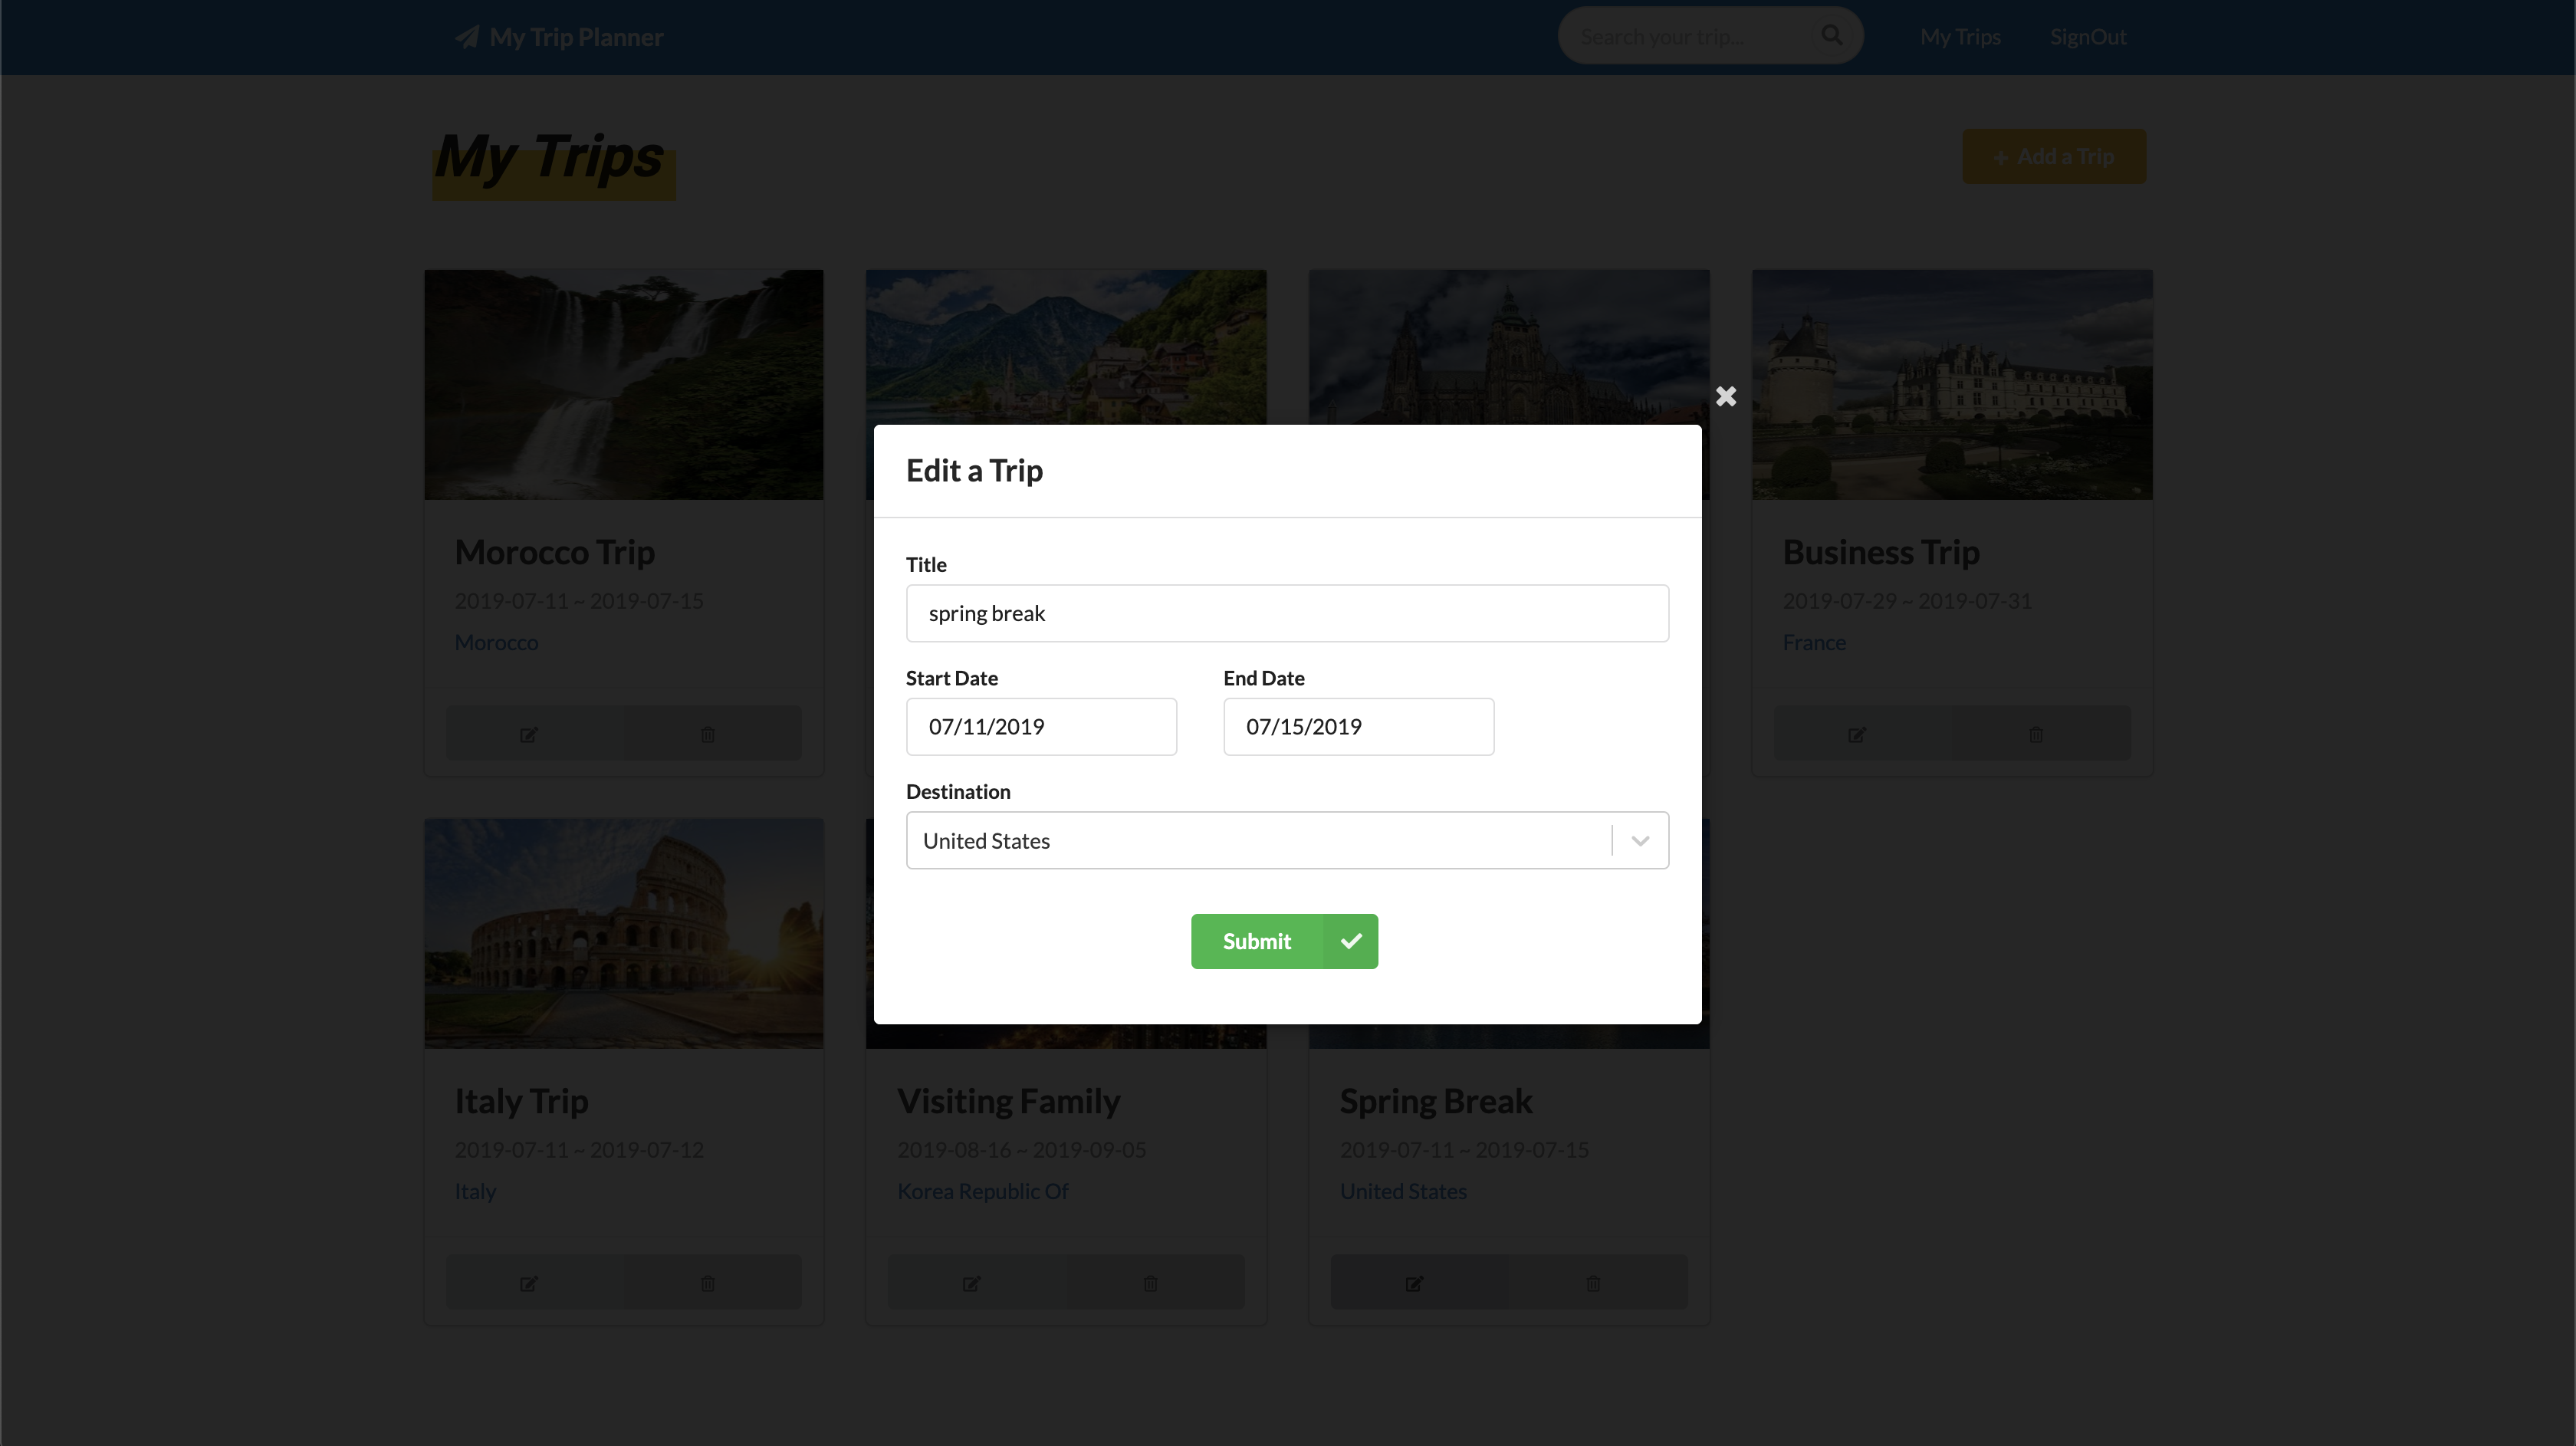 My Trip Planner
Search your trip...
My Trips
SignOut
My Trips
+ Add a Trip
Morocco Trip
2019-07-11 ~ 2019-07-15
Morocco
Business Trip
2019-07-29 ~ 2019-07-31
France
Edit a Trip
Title
spring break
Start Date
End Date
07/11/2019
07/15/2019
Destination
United States
Submit
Italy Trip
2019-07-11 ~ 2019-07-12
Italy
Visiting Family
2019-08-16 ~ 2019-09-05
Korea Republic Of
Spring Break
2019-07-11 ~ 2019-07-15
United States